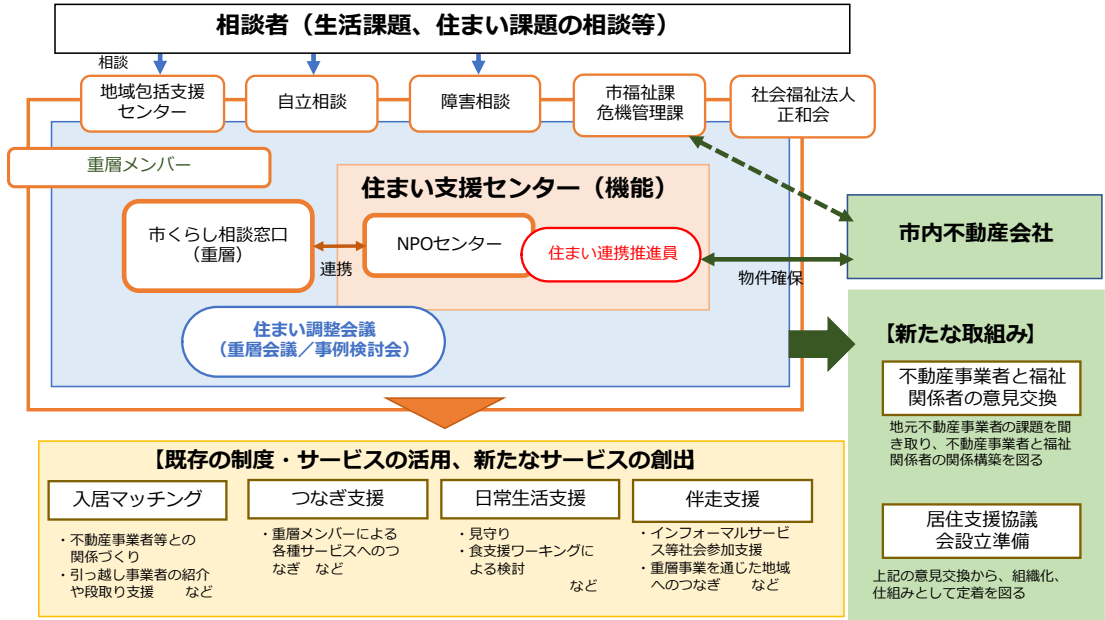 相談者（生活課題、住まい課題の相談等）
相談
地域包括支援
センター
自立相談
障害相談
市福祉課
危機管理課
社会福祉法人
正和会
重層メンバー
住まい支援センター（機能）
市くらし相談窓口
（重層）
連携
NPOセンター
住まい連携推進員
物件確保
市内不動産会社
住まい調整会議
（重層会議／事例検討会）
【新たな取組み】
不動産事業者と福祉
関係者の意見交換
地元不動産事業者の課題を聞
き取り、不動産事業者と福祉
関係者の関係構築を図る
居住支援協議
会設立準備
上記の意見交換から、組織化、
仕組みとして定着を図る
【既存の制度・サービスの活用、新たなサービスの創出】
入居マッチング
・不動産事業者等との
関係づくり
・引っ越し事業者の紹介
や段取り支援　など
つなぎ支援
・重層メンバーによる
各種サービスへのつ
なぎ　など
日常生活支援
・見守り
・食支援ワーキングに
よる検討
など
伴走支援
・インフォーマルサービ
ス等社会参加支援
・重層事業を通じた地域
へのつなぎ　など